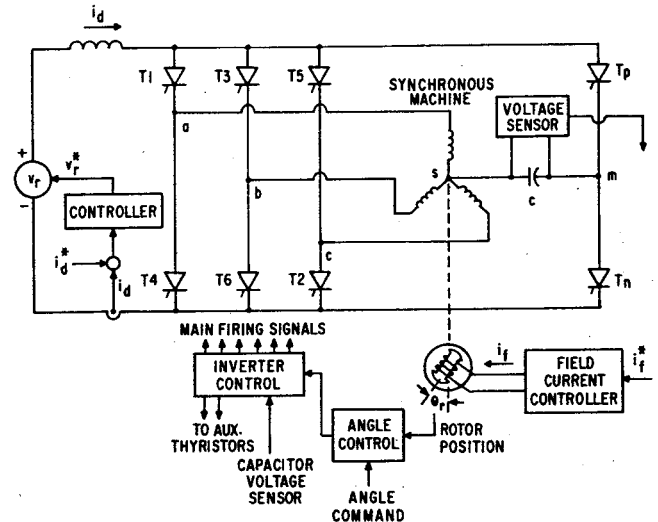 i_d
T1
T3
T5
Tp
SYNCHRONOUS
MACHINE
VOLTAGE
SENSOR
a
+
v_r
−
v_r*
s
m
b
c
CONTROLLER
i_d*
i_d
T4
T6
T2
c
Tn
MAIN FIRING SIGNALS
INVERTER
CONTROL
i_f
i_f*
FIELD
CURRENT
CONTROLLER
θ_r
TO AUX.
THYRISTORS
ANGLE
CONTROL
ROTOR
POSITION
CAPACITOR
VOLTAGE
SENSOR
ANGLE
COMMAND